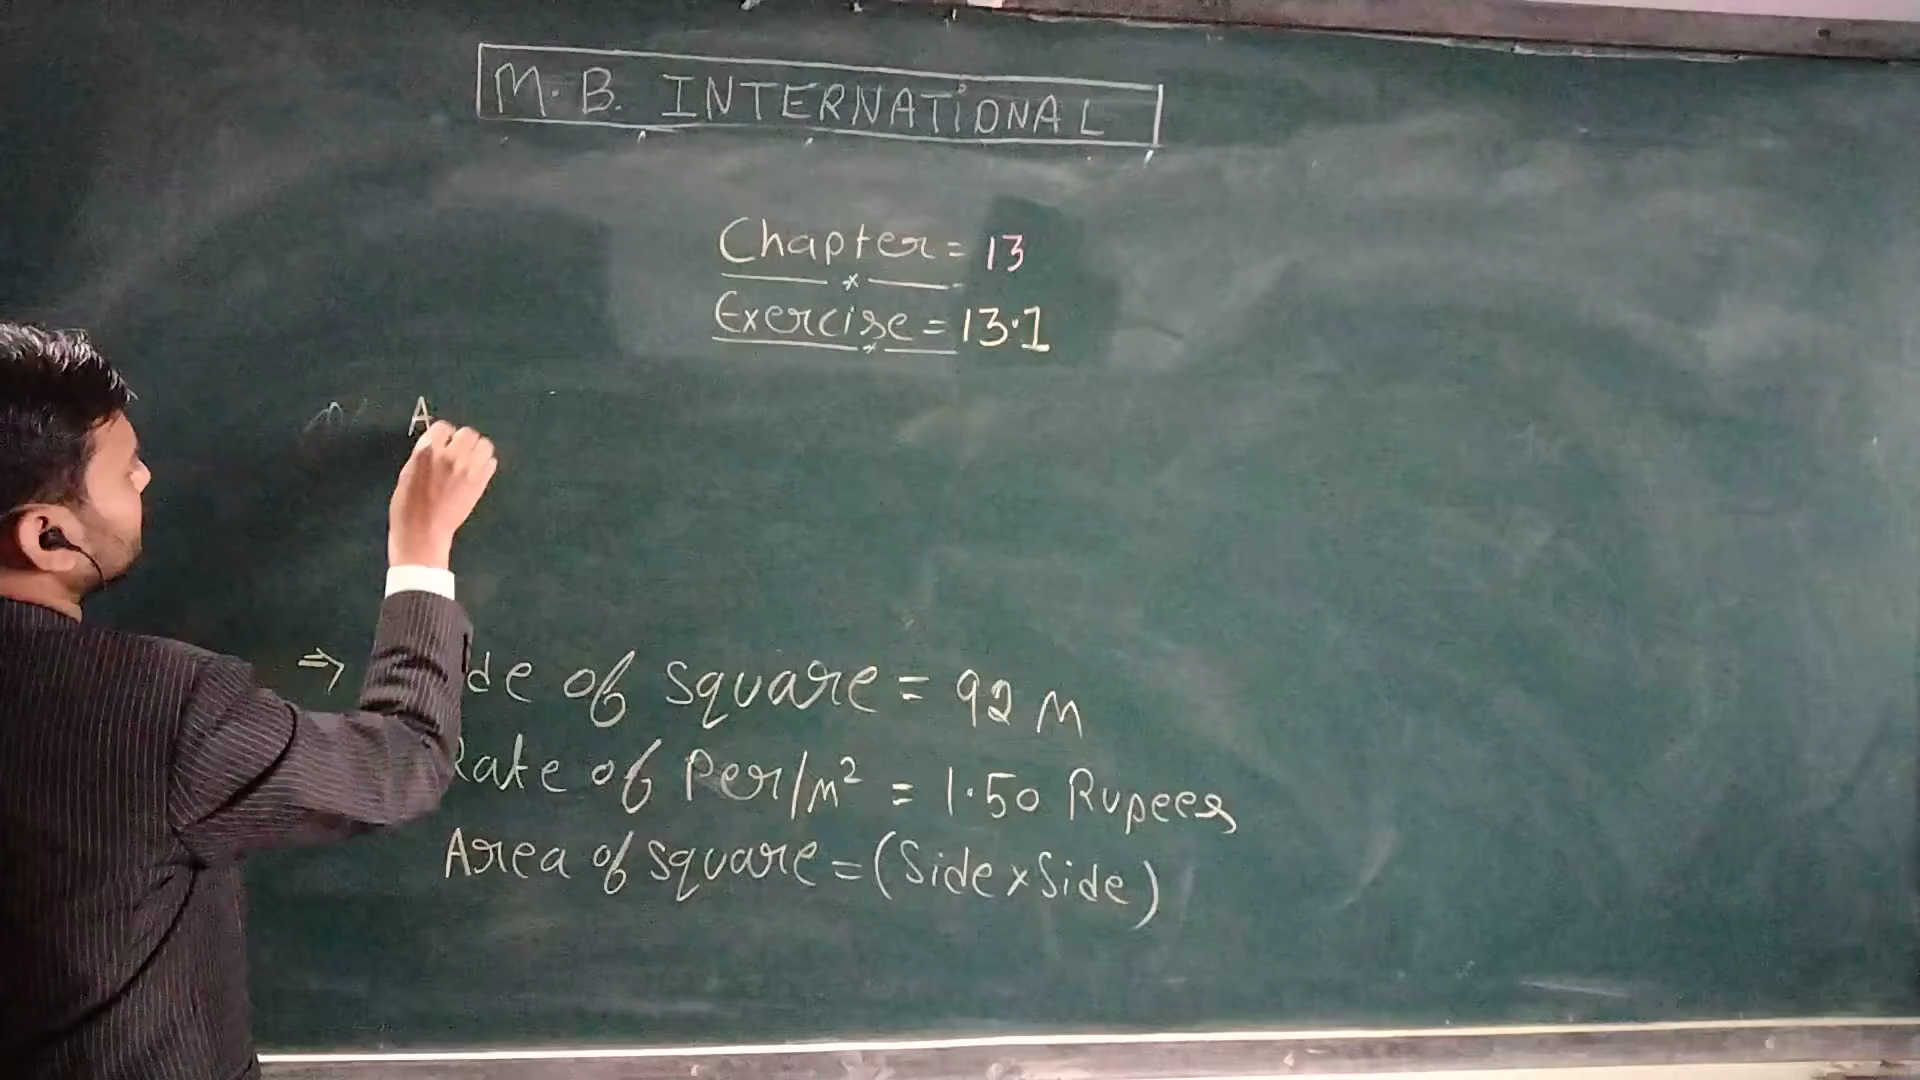 M. B. INTERNATIONAL
Chapter = 13
Exercise = 13.1
A
⇒ de of square = 92 m
Rate of Per/m² = 1.50 Rupees
Area of square = (Side x Side)